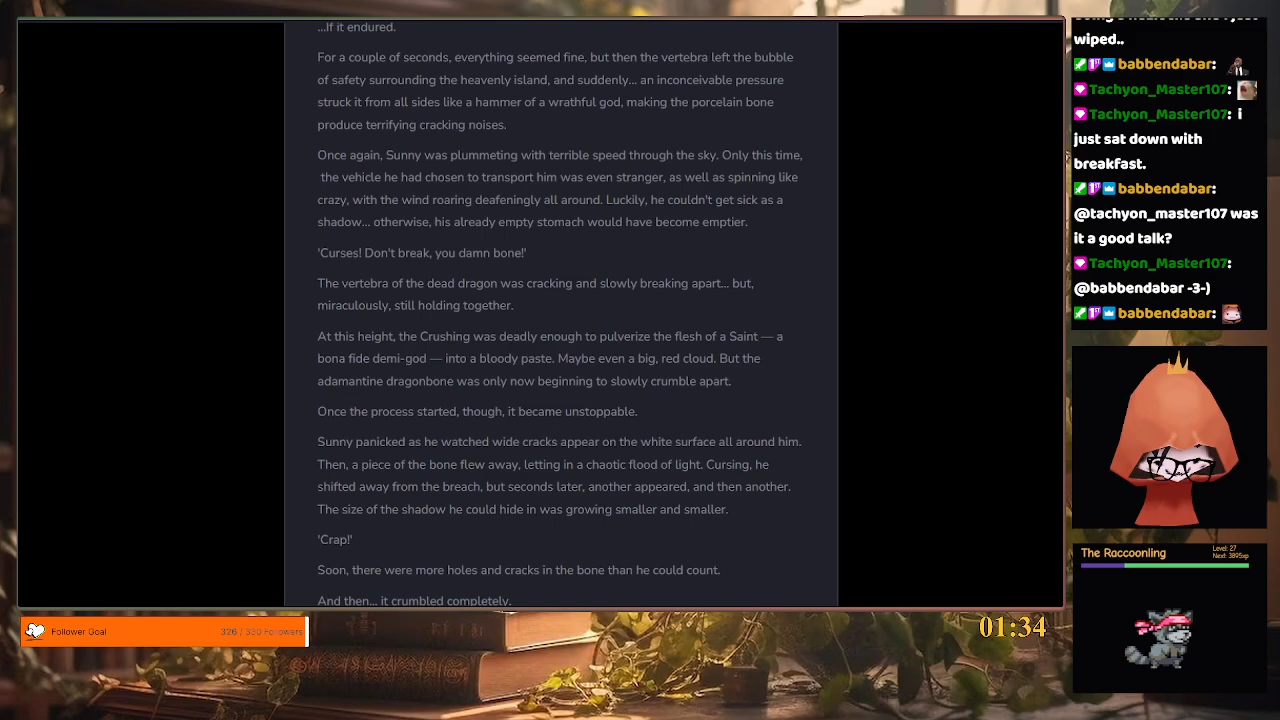 ...If it endured.
For a couple of seconds, everything seemed fine, but then the vertebra left the bubble
of safety surrounding the heavenly island, and suddenly... an inconceivable pressure
struck it from all sides like a hammer of a wrathful god, making the porcelain bone
produce terrifying cracking noises.
Once again, Sunny was plummeting with terrible speed through the sky. Only this time,
the vehicle he had chosen to transport him was even stranger, as well as spinning like
crazy, with the wind roaring deafeningly all around. Luckily, he couldn't get sick as a
shadow... otherwise, his already empty stomach would have become emptier.
'Curses! Don't break, you damn bone!'
The vertebra of the dead dragon was cracking and slowly breaking apart... but,
miraculously, still holding together.
At this height, the Crushing was deadly enough to pulverize the flesh of a Saint — a
bona fide demi-god — into a bloody paste. Maybe even a big, red cloud. But the
adamantine dragonbone was only now beginning to slowly crumble apart.
Once the process started, though, it became unstoppable.
Sunny panicked as he watched wide cracks appear on the white surface all around him.
Then, a piece of the bone flew away, letting in a chaotic flood of light. Cursing, he
shifted away from the breach, but seconds later, another appeared, and then another.
The size of the shadow he could hide in was growing smaller and smaller.
'Crap!'
Soon, there were more holes and cracks in the bone than he could count.
And then... it crumbled completely.
wiped..
babbendabar:
Tachyon_Master107:
Tachyon_Master107: i
just sat down with
breakfast.
babbendabar:
@tachyon_master107 was
it a good talk?
Tachyon_Master107:
@babbendabar -3-)
babbendabar:
The Raccoonling
Level: 27
Next: 3895xp
Follower Goal
326 / 330 Followers
01:34